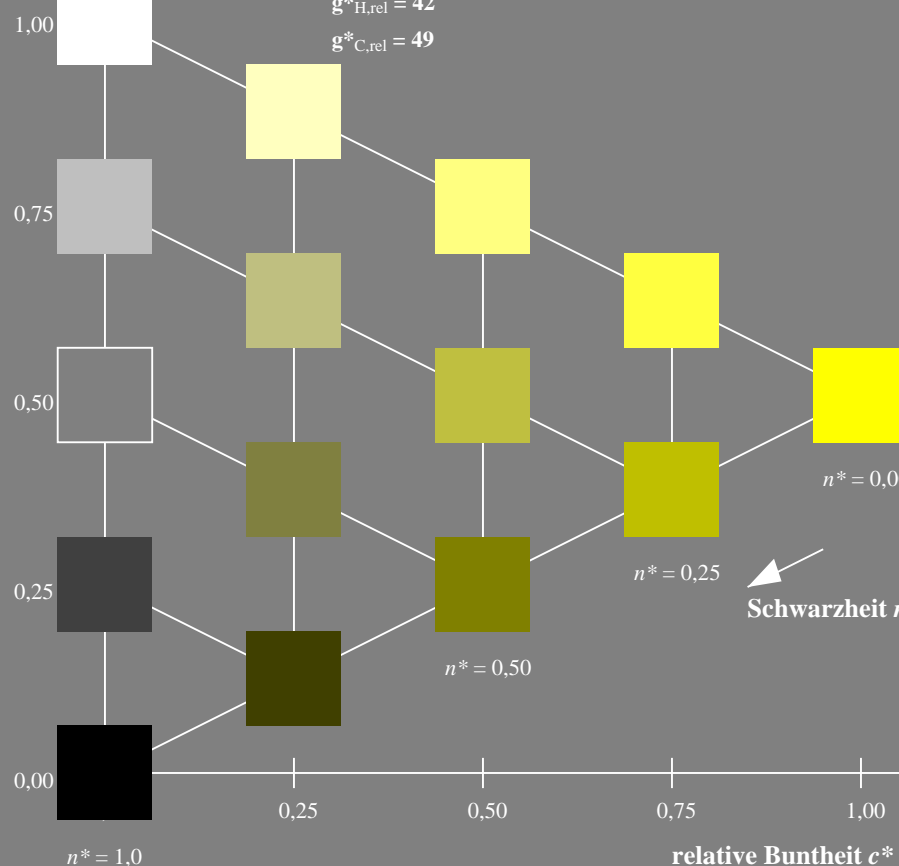 g*H,rel = 42
1,00
g*C,rel = 49
0,75
0,50
n* = 0,0
n* = 0,25
0,25
Schwarzheit n
n* = 0,50
0,00
0,25
0,50
0,75
1,00
n* = 1,0
relative Buntheit c*